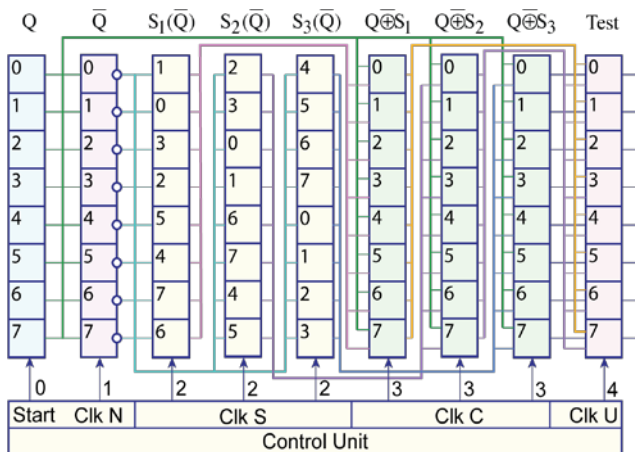 Q Q̅ S₁(Q̅) S₂(Q̅) S₃(Q̅) Q⊕̅S₁ Q⊕̅S₂ Q⊕̅S₃ Test
0 0 1 2 4 0 0 0 0
1 1 0 3 5 1 1 1 1
2 2 3 0 6 2 2 2 2
3 3 2 1 7 3 3 3 3
4 4 5 6 0 4 4 4 4
5 5 4 7 1 5 5 5 5
6 6 7 4 2 6 6 6 6
7 7 6 5 3 7 7 7 7
0 1 2 2 2 3 3 3 4
Start Clk N Clk S Clk C Clk U
Control Unit